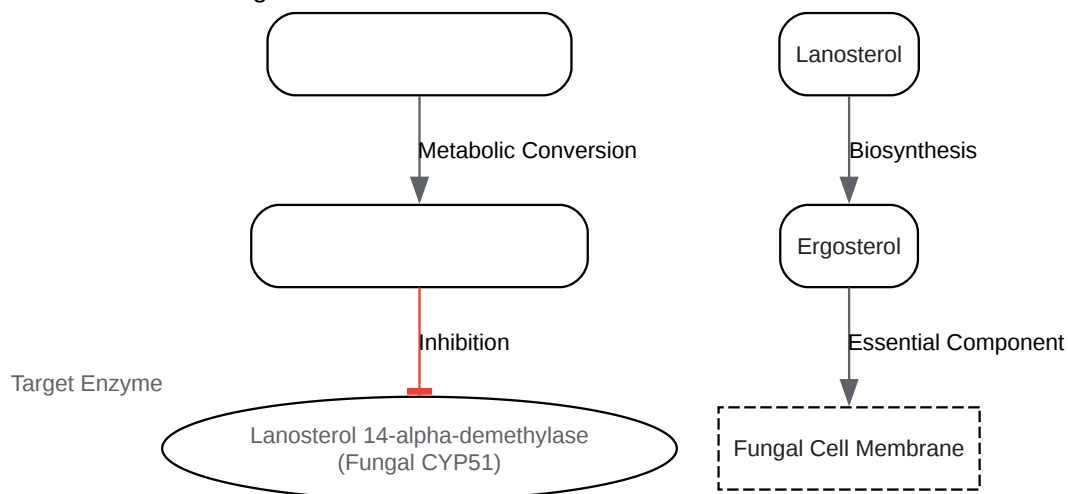 Lanosterol
Metabolic Conversion
Biosynthesis
Ergosterol
Inhibition
Essential Component
Target Enzyme
Lanosterol 14-alpha-demethylase
(Fungal CYP51)
Fungal Cell Membrane